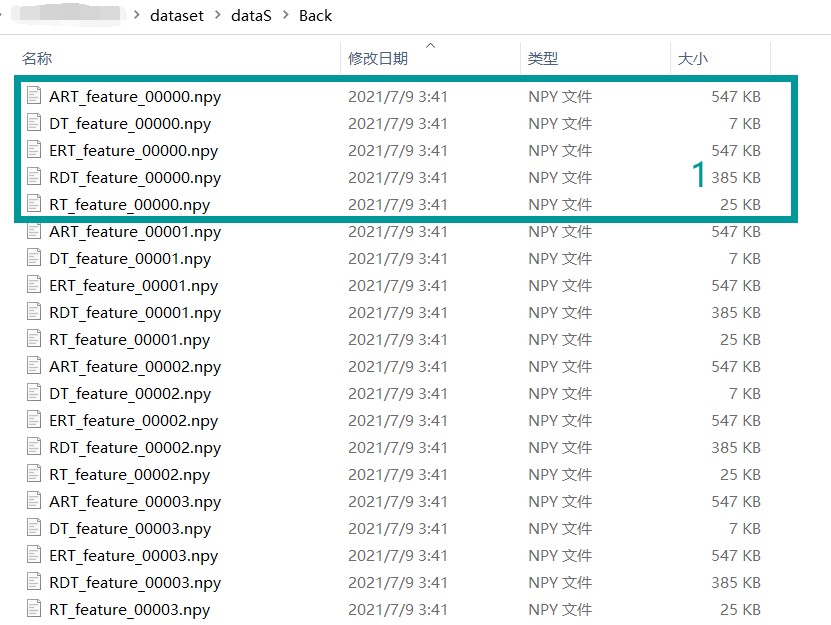 dataset > dataS > Back
名称 修改日期 类型 大小
ART_feature_00000.npy 2021/7/9 3:41 NPY 文件 547 KB
DT_feature_00000.npy 2021/7/9 3:41 NPY 文件 7 KB
ERT_feature_00000.npy 2021/7/9 3:41 NPY 文件 547 KB
RDT_feature_00000.npy 2021/7/9 3:41 NPY 文件 1 385 KB
RT_feature_00000.npy 2021/7/9 3:41 NPY 文件 25 KB
ART_feature_00001.npy 2021/7/9 3:41 NPY 文件 547 KB
DT_feature_00001.npy 2021/7/9 3:41 NPY 文件 7 KB
ERT_feature_00001.npy 2021/7/9 3:41 NPY 文件 547 KB
RDT_feature_00001.npy 2021/7/9 3:41 NPY 文件 385 KB
RT_feature_00001.npy 2021/7/9 3:41 NPY 文件 25 KB
ART_feature_00002.npy 2021/7/9 3:41 NPY 文件 547 KB
DT_feature_00002.npy 2021/7/9 3:41 NPY 文件 7 KB
ERT_feature_00002.npy 2021/7/9 3:41 NPY 文件 547 KB
RDT_feature_00002.npy 2021/7/9 3:41 NPY 文件 385 KB
RT_feature_00002.npy 2021/7/9 3:41 NPY 文件 25 KB
ART_feature_00003.npy 2021/7/9 3:41 NPY 文件 547 KB
DT_feature_00003.npy 2021/7/9 3:41 NPY 文件 7 KB
ERT_feature_00003.npy 2021/7/9 3:41 NPY 文件 547 KB
RDT_feature_00003.npy 2021/7/9 3:41 NPY 文件 385 KB
RT_feature_00003.npy 2021/7/9 3:41 NPY 文件 25 KB